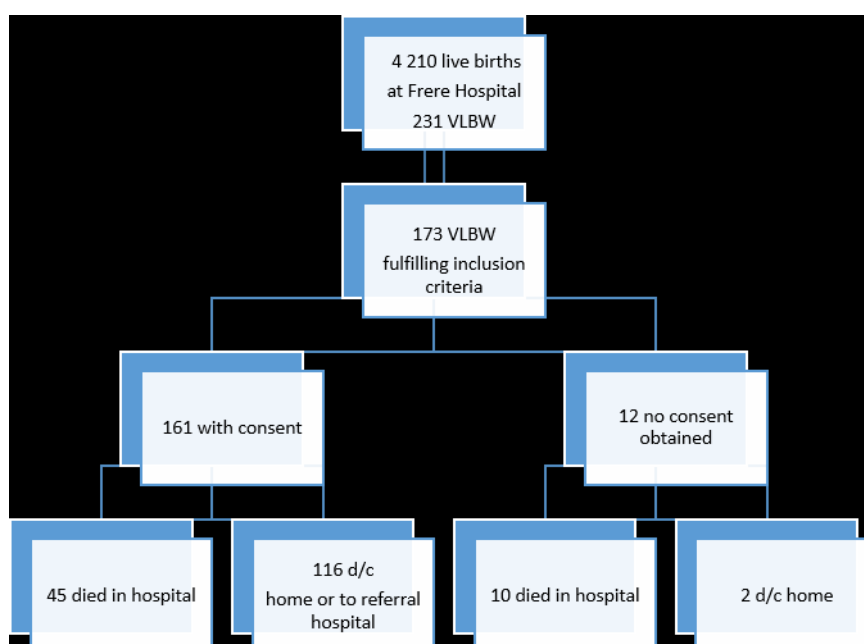 4 210 live births
at Frere Hospital
231 VLBW
173 VLBW
fulfilling inclusion
criteria
161 with consent
12 no consent
obtained
45 died in hospital
116 d/c
home or to referral
hospital
10 died in hospital
2 d/c home